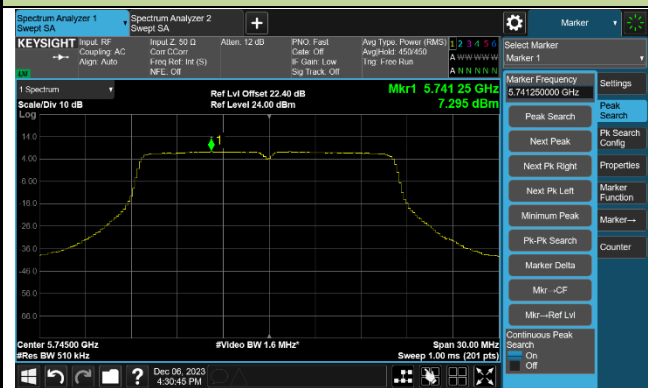 Spectrum Analyzer 1
Swept SA
Spectrum Analyzer 2
Swept SA
Marker
KEYSIGHT
Input: RF
Coupling: AC
Align: Auto
Input Z: 50 Ω
Corr CCorr
Freq Ref: Int (S)
NFE: Off
Atten: 12 dB
PNO: Fast
Gate: Off
IF Gain: Low
Sig Track: Off
Avg Type: Power (RMS)
Avg|Hold: 450/450
Trig: Free Run
1 2 3 4 5 6
A W W W W W
A N N N N N
LXI
Select Marker
Marker 1
1 Spectrum
Scale/Div 10 dB
Log
Ref Lvl Offset 22.40 dB
Ref Level 24.00 dBm
Mkr1 5.741 25 GHz
7.295 dBm
14.0
4.00
-6.00
-16.0
-26.0
-36.0
-46.0
-56.0
-66.0
1
Center 5.74500 GHz
#Res BW 510 kHz
#Video BW 1.6 MHz*
Span 30.00 MHz
Sweep 1.00 ms (201 pts)
Marker Frequency
5.741250000 GHz
Peak Search
Next Peak
Next Pk Right
Next Pk Left
Minimum Peak
Pk-Pk Search
Marker Delta
Mkr→CF
Mkr→Ref Lvl
Continuous Peak
Search
On
Off
Settings
Peak
Search
Pk Search
Config
Properties
Marker
Function
Marker→
Counter
Dec 06, 2023
4:30:45 PM